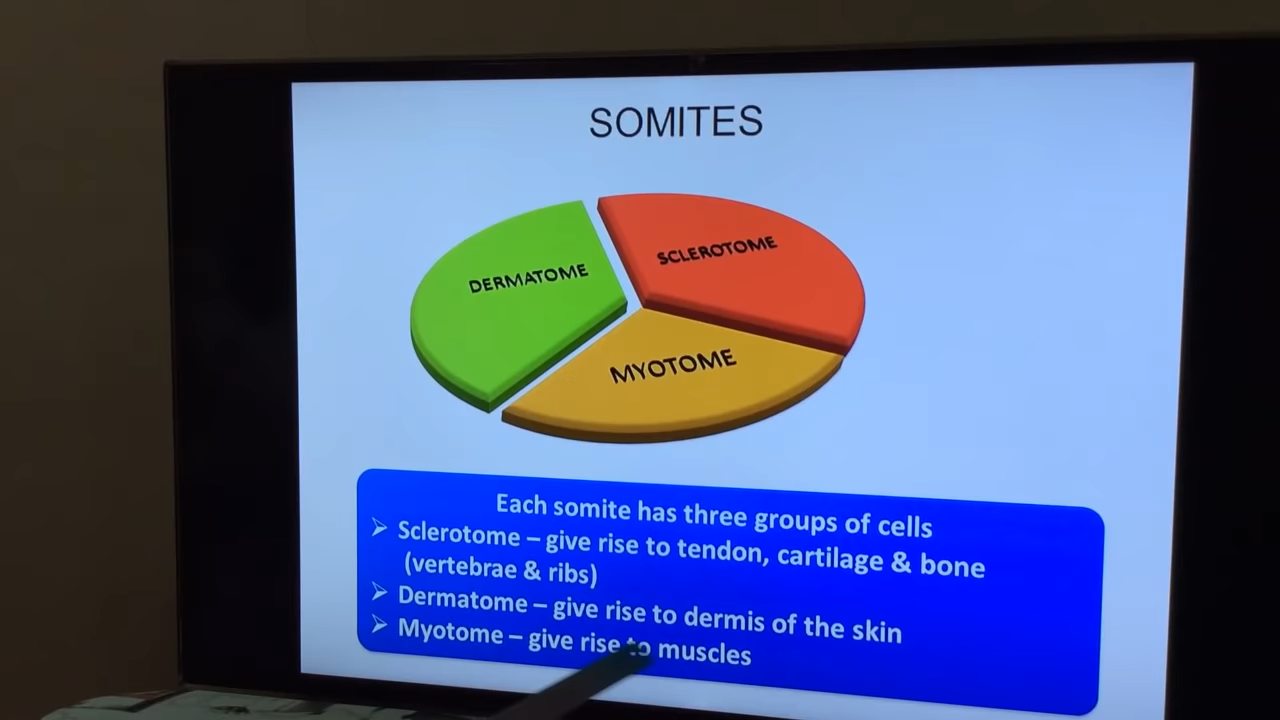 SOMITES
DERMATOME
SCLEROTOME
MYOTOME
Each somite has three groups of cells
➢ Sclerotome – give rise to tendon, cartilage & bone
(vertebrae & ribs)
➢ Dermatome – give rise to dermis of the skin
➢ Myotome – give rise to muscles